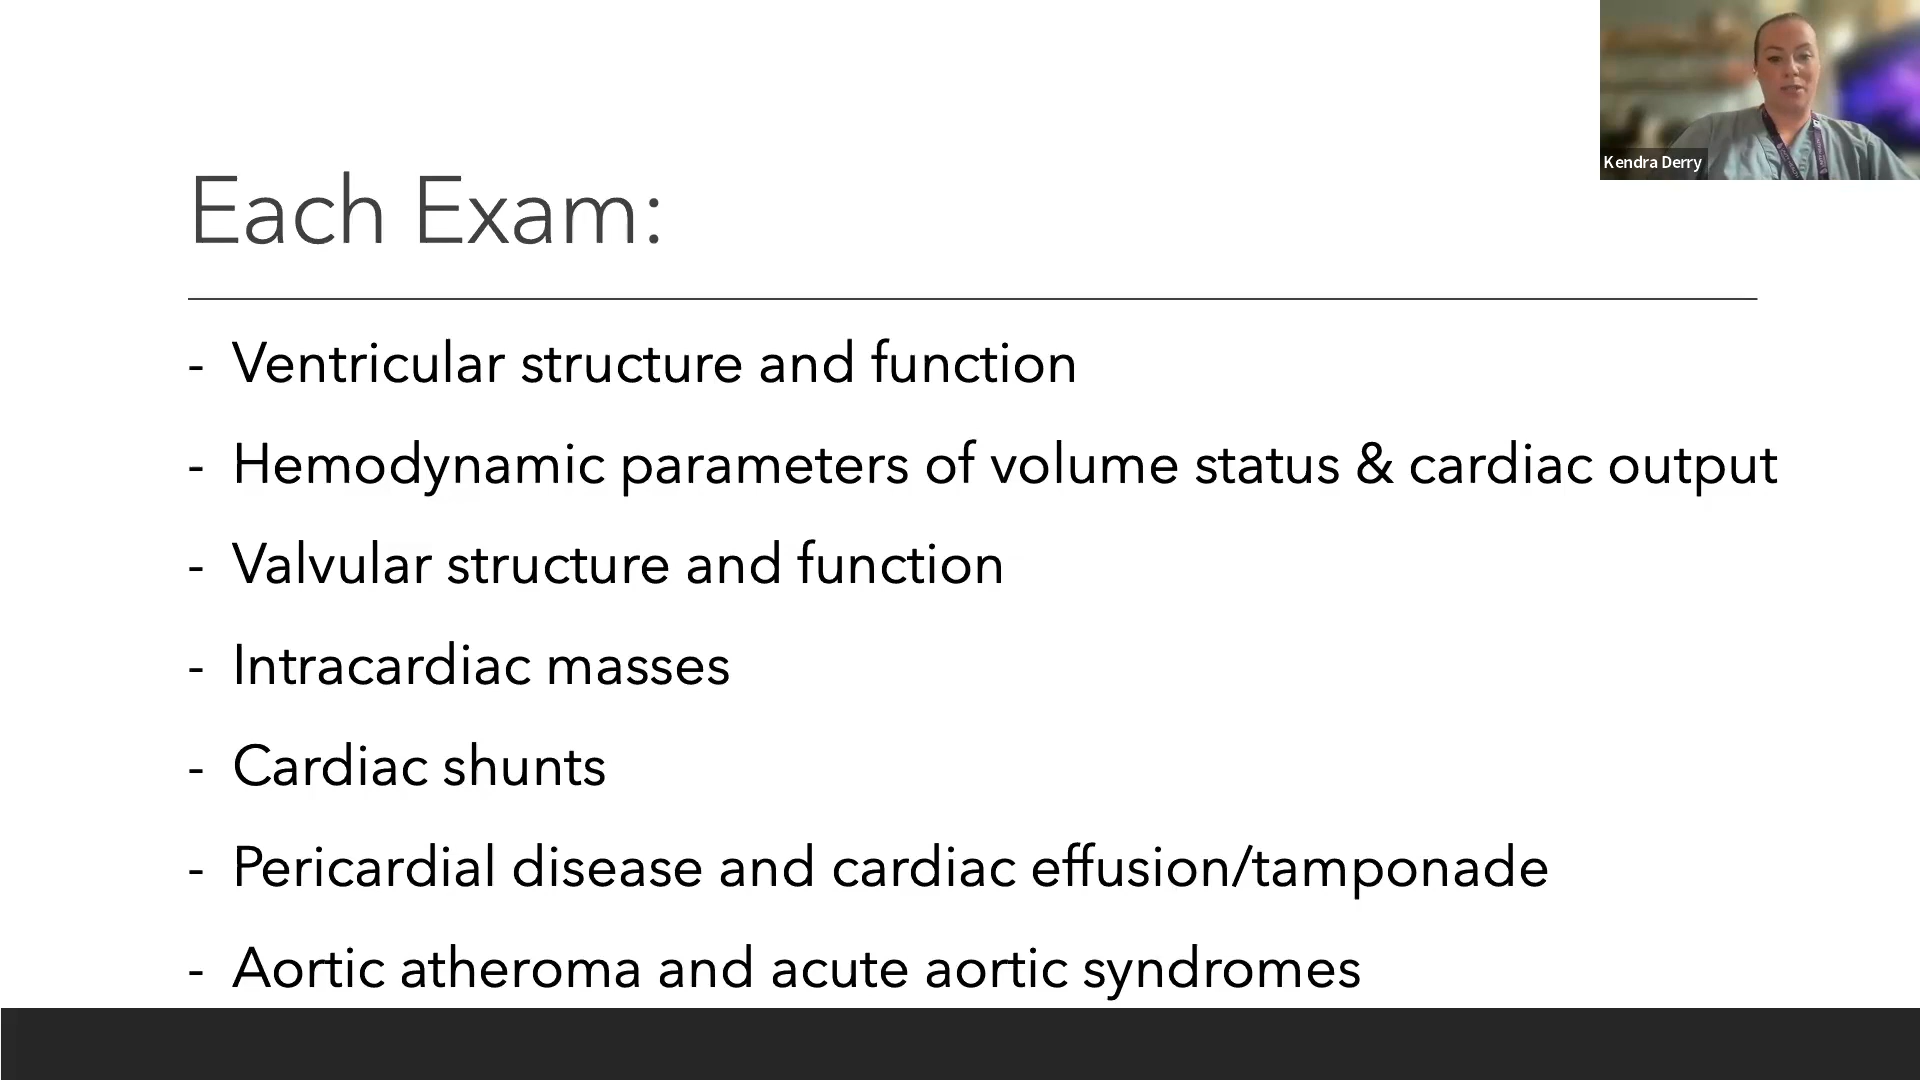 Kendra Derry
Each Exam:
- Ventricular structure and function
- Hemodynamic parameters of volume status & cardiac output
- Valvular structure and function
- Intracardiac masses
- Cardiac shunts
- Pericardial disease and cardiac effusion/tamponade
- Aortic atheroma and acute aortic syndromes